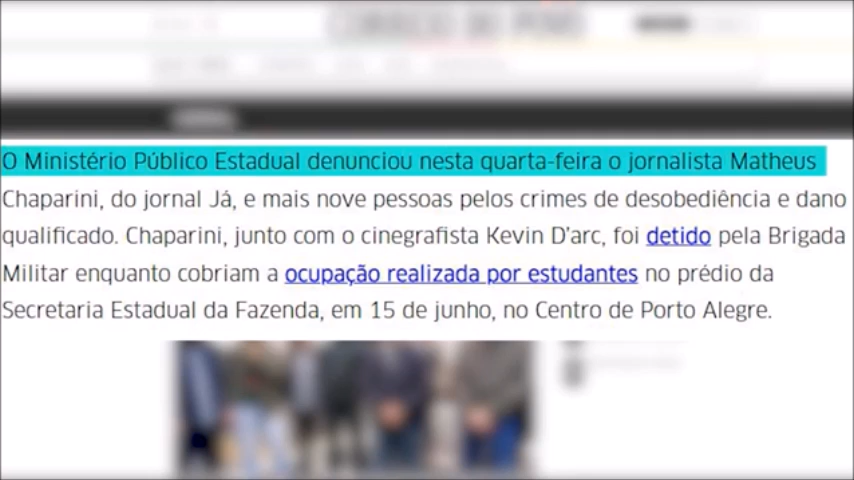 O Ministério Público Estadual denunciou nesta quarta-feira o jornalista Matheus
Chaparini, do jornal Já, e mais nove pessoas pelos crimes de desobediência e dano
qualificado. Chaparini, junto com o cinegrafista Kevin D'arc, foi detido pela Brigada
Militar enquanto cobriam a ocupação realizada por estudantes no prédio da
Secretaria Estadual da Fazenda, em 15 de junho, no Centro de Porto Alegre.